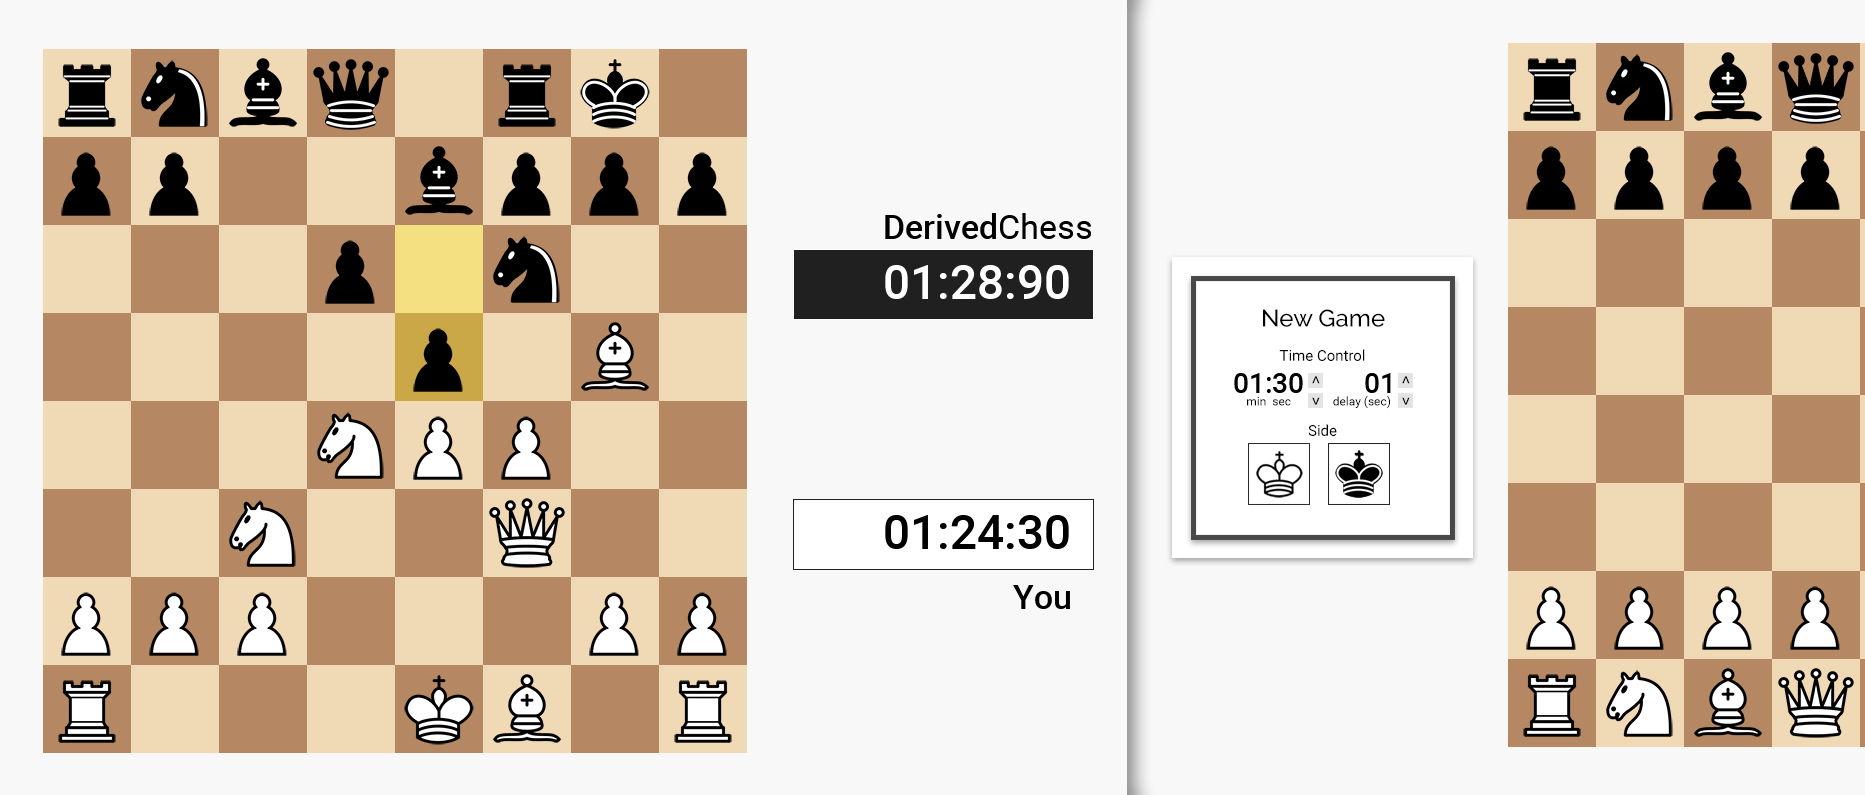 DerivedChess
01:28:90
01:24:30
You
New Game
Time Control
01:30 ʌ 01 ʌ
min sec v delay (sec) v
Side